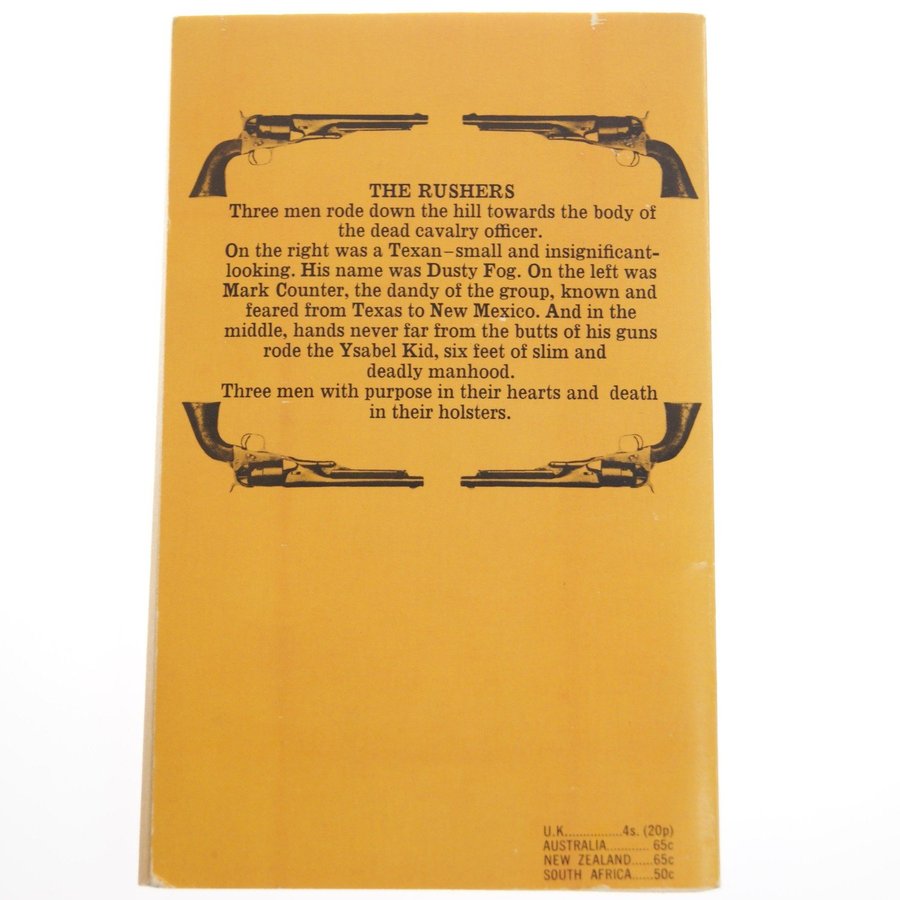 THE RUSHERS
Three men rode down the hill towards the body of
the dead cavalry officer.
On the right was a Texan–small and insignificant-
looking. His name was Dusty Fog. On the left was
Mark Counter, the dandy of the group, known and
feared from Texas to New Mexico. And in the
middle, hands never far from the butts of his guns
rode the Ysabel Kid, six feet of slim and
deadly manhood.
Three men with purpose in their hearts and death
in their holsters.
U.K................4s. (20p)
AUSTRALIA............ 65c
NEW ZEALAND......65c
SOUTH AFRICA......50c